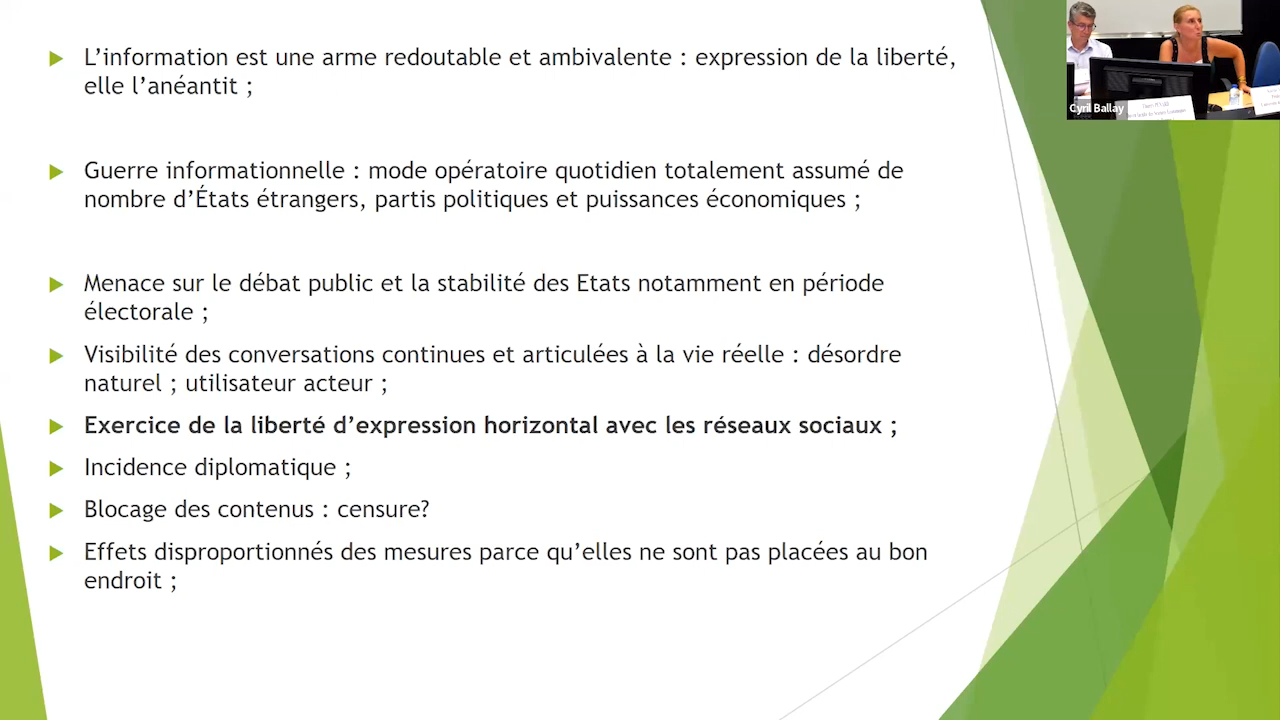 L’information est une arme redoutable et ambivalente : expression de la liberté,
elle l’anéantit ;
Guerre informationnelle : mode opératoire quotidien totalement assumé de
nombre d’États étrangers, partis politiques et puissances économiques ;
Menace sur le débat public et la stabilité des Etats notamment en période
électorale ;
Visibilité des conversations continues et articulées à la vie réelle : désordre
naturel ; utilisateur acteur ;
Exercice de la liberté d’expression horizontal avec les réseaux sociaux ;
Incidence diplomatique ;
Blocage des contenus : censure?
Effets disproportionnés des mesures parce qu’elles ne sont pas placées au bon
endroit ;
Cyril Ballay